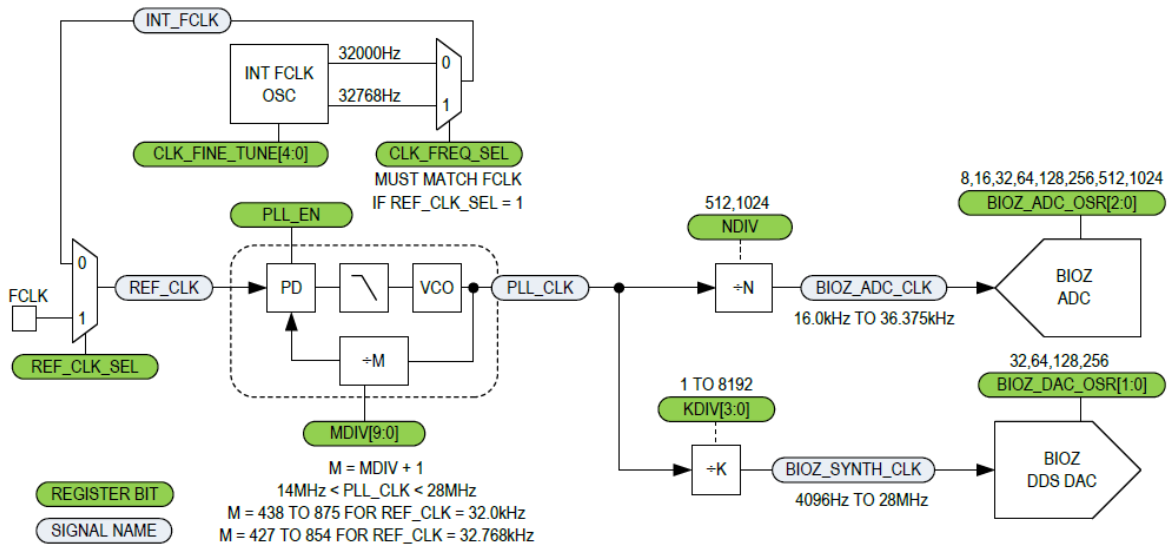 INT_FCLK
INT FCLK
OSC
32000Hz
32768Hz
0
1
CLK_FINE_TUNE[4:0]
CLK_FREQ_SEL
MUST MATCH FCLK
IF REF_CLK_SEL = 1
PLL_EN
FCLK
0
1
REF_CLK
REF_CLK_SEL
PD
VCO
÷M
PLL_CLK
MDIV[9:0]
M = MDIV + 1
14MHz < PLL_CLK < 28MHz
M = 438 TO 875 FOR REF_CLK = 32.0kHz
M = 427 TO 854 FOR REF_CLK = 32.768kHz
512,1024
NDIV
÷N
BIOZ_ADC_CLK
16.0kHz TO 36.375kHz
8,16,32,64,128,256,512,1024
BIOZ_ADC_OSR[2:0]
BIOZ
ADC
1 TO 8192
KDIV[3:0]
÷K
BIOZ_SYNTH_CLK
4096Hz TO 28MHz
32,64,128,256
BIOZ_DAC_OSR[1:0]
BIOZ
DDS DAC
REGISTER BIT
SIGNAL NAME